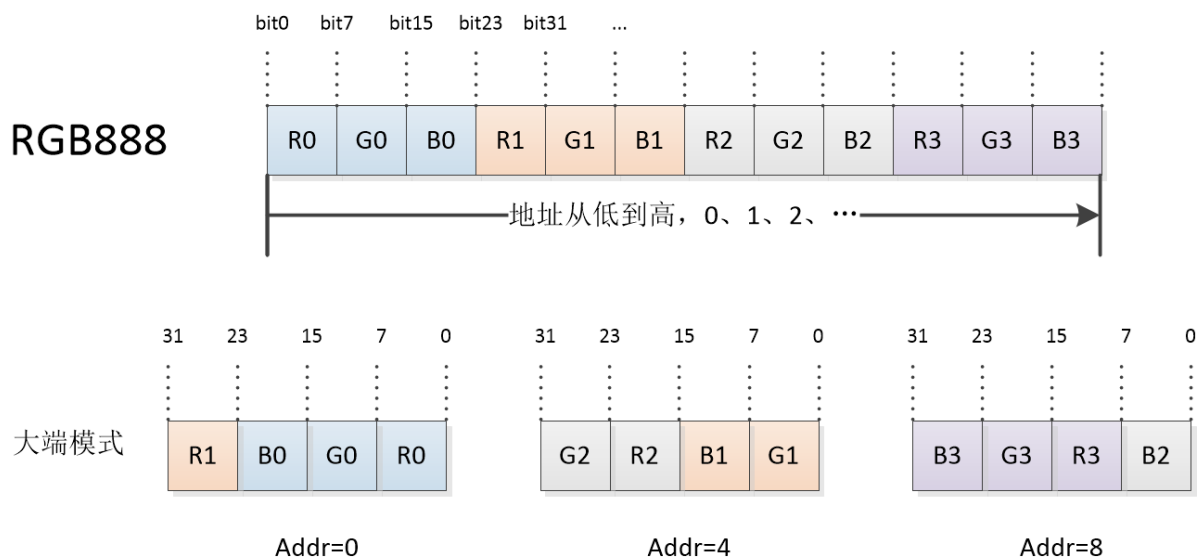 bit0 bit7 bit15 bit23 bit31 ...
RGB888 R0 G0 B0 R1 G1 B1 R2 G2 B2 R3 G3 B3
地址从低到高，0、1、2、…
31 23 15 7 0 31 23 15 7 0 31 23 15 7 0
大端模式 R1 B0 G0 R0 G2 R2 B1 G1 B3 G3 R3 B2
Addr=0 Addr=4 Addr=8